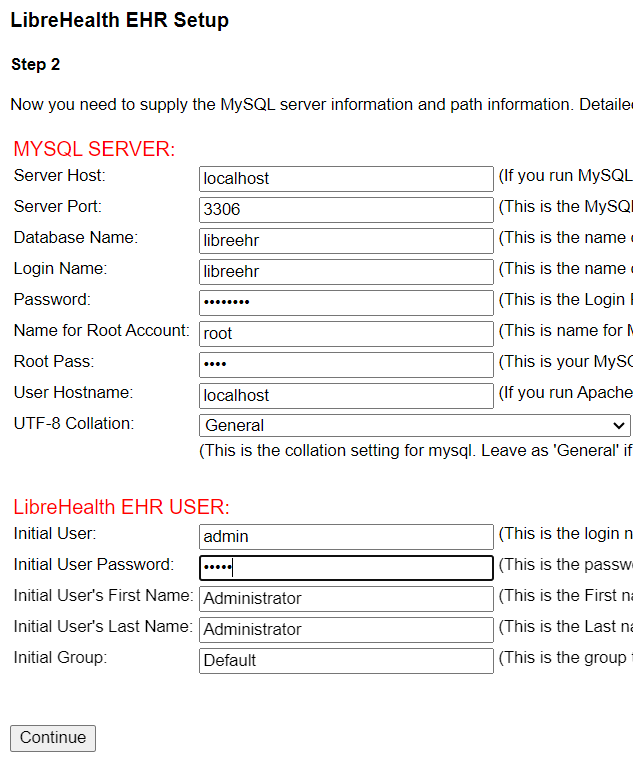 LibreHealth EHR Setup
Step 2
Now you need to supply the MySQL server information and path information. Detaile
MYSQL SERVER:
Server Host: localhost (If you run MySQL
Server Port: 3306 (This is the MySQL
Database Name: libreehr (This is the name
Login Name: libreehr (This is the name
Password: •••••••• (This is the Login
Name for Root Account: root (This is name for
Root Pass: •••• (This is your MySQ
User Hostname: localhost (If you run Apache
UTF-8 Collation: General
(This is the collation setting for mysql. Leave as 'General' if
LibreHealth EHR USER:
Initial User: admin (This is the login n
Initial User Password: ••••• (This is the passw
Initial User's First Name: Administrator (This is the First na
Initial User's Last Name: Administrator (This is the Last na
Initial Group: Default (This is the group
Continue